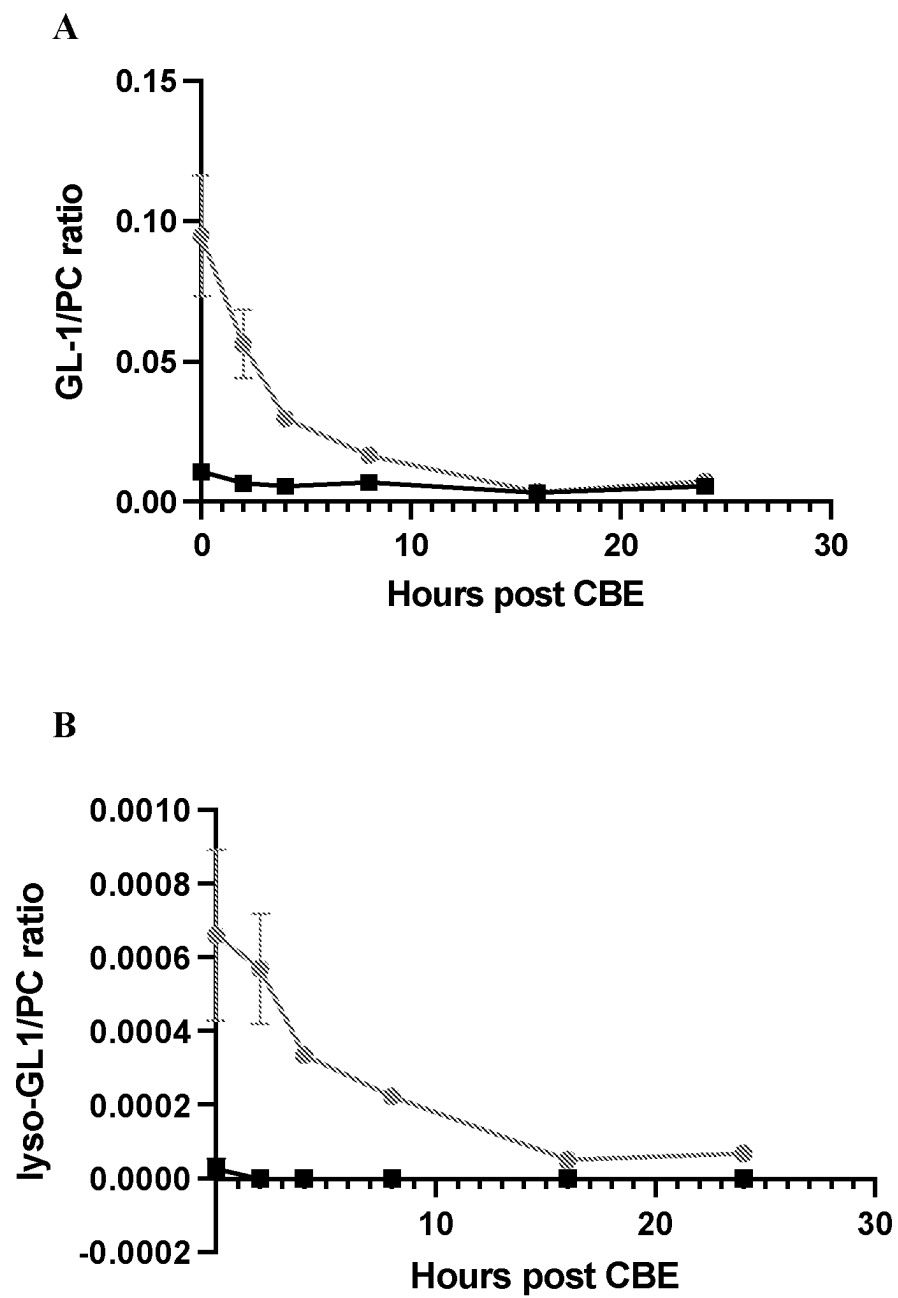 A
0.15
0.10
0.05
0.00
GL-1/PC ratio
0 10 20 30
Hours post CBE
B
0.0010
0.0008
0.0006
0.0004
0.0002
0.0000
-0.0002
lyso-GL1/PC ratio
10 20 30
Hours post CBE